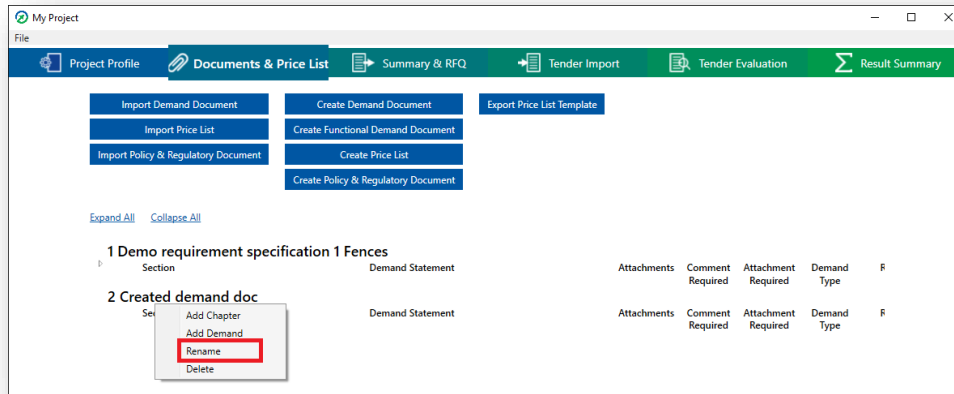 My Project
File
Project Profile
Documents & Price List
Summary & RFQ
Tender Import
Tender Evaluation
Result Summary
Import Demand Document
Create Demand Document
Export Price List Template
Import Price List
Create Functional Demand Document
Import Policy & Regulatory Document
Create Price List
Create Policy & Regulatory Document
Expand All
Collapse All
1 Demo requirement specification 1 Fences
Section Demand Statement Attachments Comment Required Attachment Required Demand Type R
2 Created demand doc
Sec Demand Statement Attachments Comment Required Attachment Required Demand Type R
Add Chapter
Add Demand
Rename
Delete